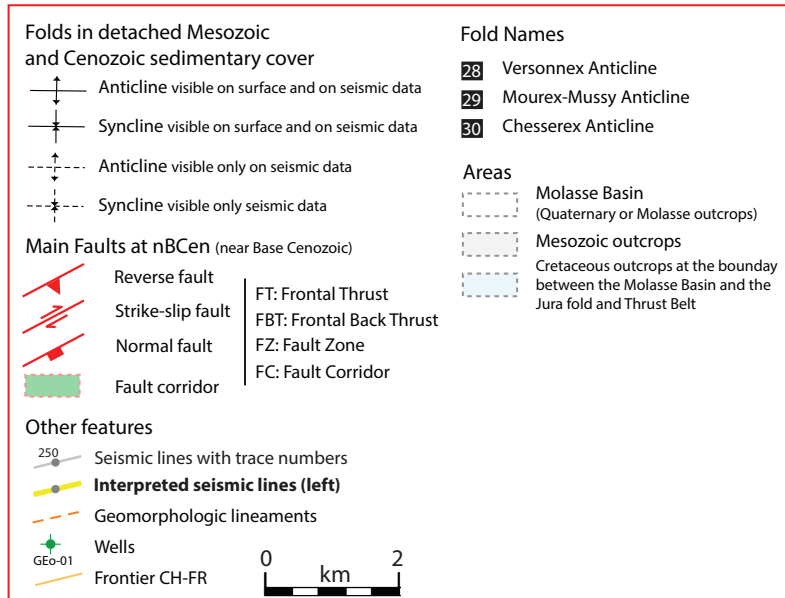 Folds in detached Mesozoic
and Cenozoic sedimentary cover
Anticline visible on surface and on seismic data
Syncline visible on surface and on seismic data
Anticline visible only on seismic data
Syncline visible only seismic data
Main Faults at nBCen (near Base Cenozoic)
Reverse fault
Strike-slip fault
Normal fault
Fault corridor
FT: Frontal Thrust
FBT: Frontal Back Thrust
FZ: Fault Zone
FC: Fault Corridor
Other features
250
Seismic lines with trace numbers
Interpreted seismic lines (left)
Geomorphologic lineaments
Wells
GEo-01
Frontier CH-FR
0 2
km
Fold Names
28 Versonnex Anticline
29 Mourex-Mussy Anticline
30 Chesserex Anticline
Areas
Molasse Basin
(Quaternary or Molasse outcrops)
Mesozoic outcrops
Cretaceous outcrops at the bounday
between the Molasse Basin and the
Jura fold and Thrust Belt